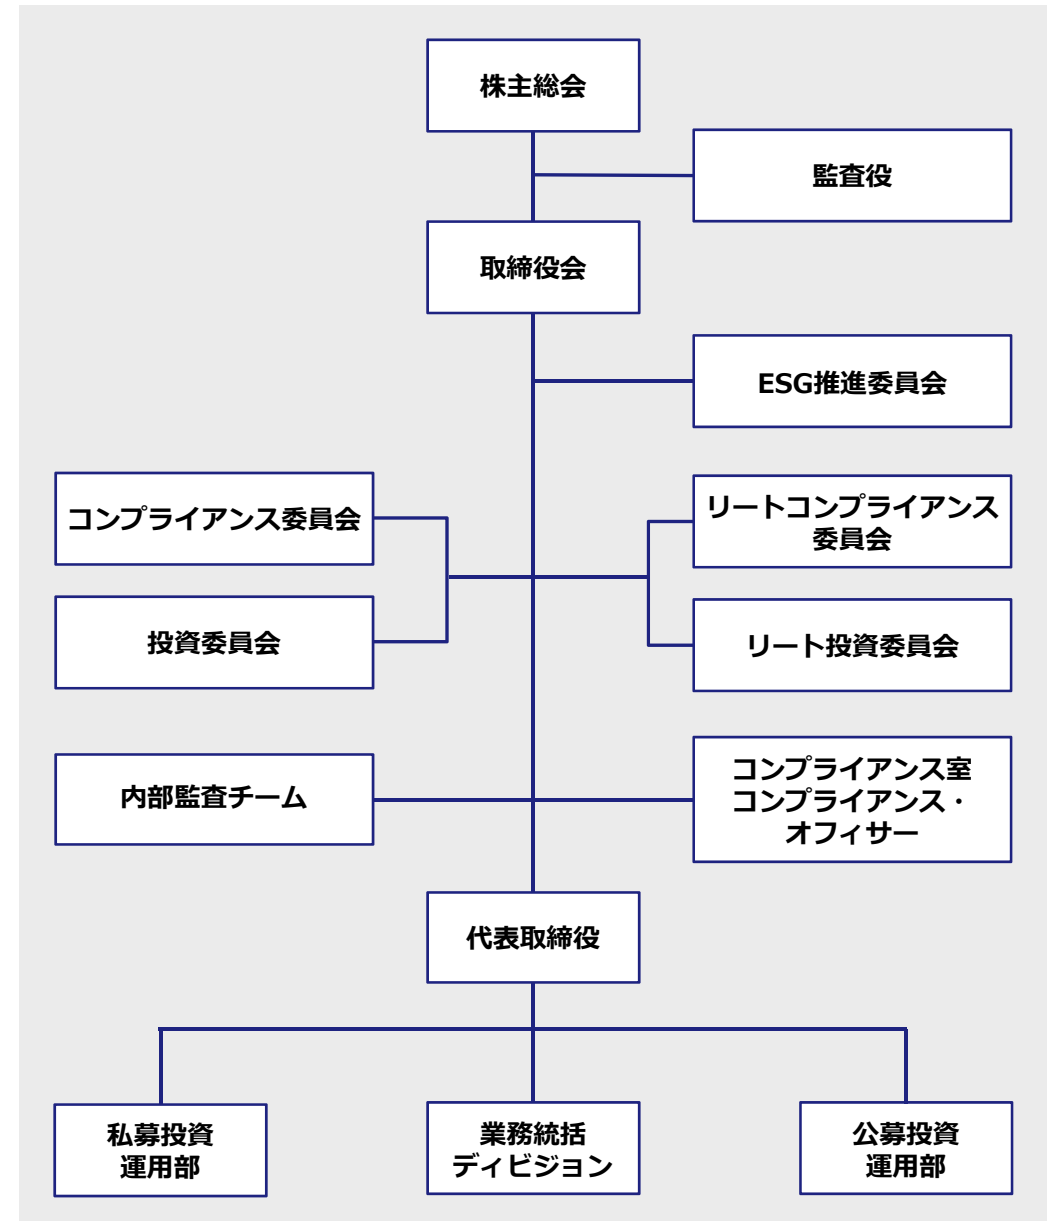 株主総会
監査役
取締役会
ESG推進委員会
コンプライアンス委員会
リートコンプライアンス
委員会
投資委員会
リート投資委員会
内部監査チーム
コンプライアンス室
コンプライアンス・
オフィサー
代表取締役
私募投資
運用部
業務統括
ディビジョン
公募投資
運用部